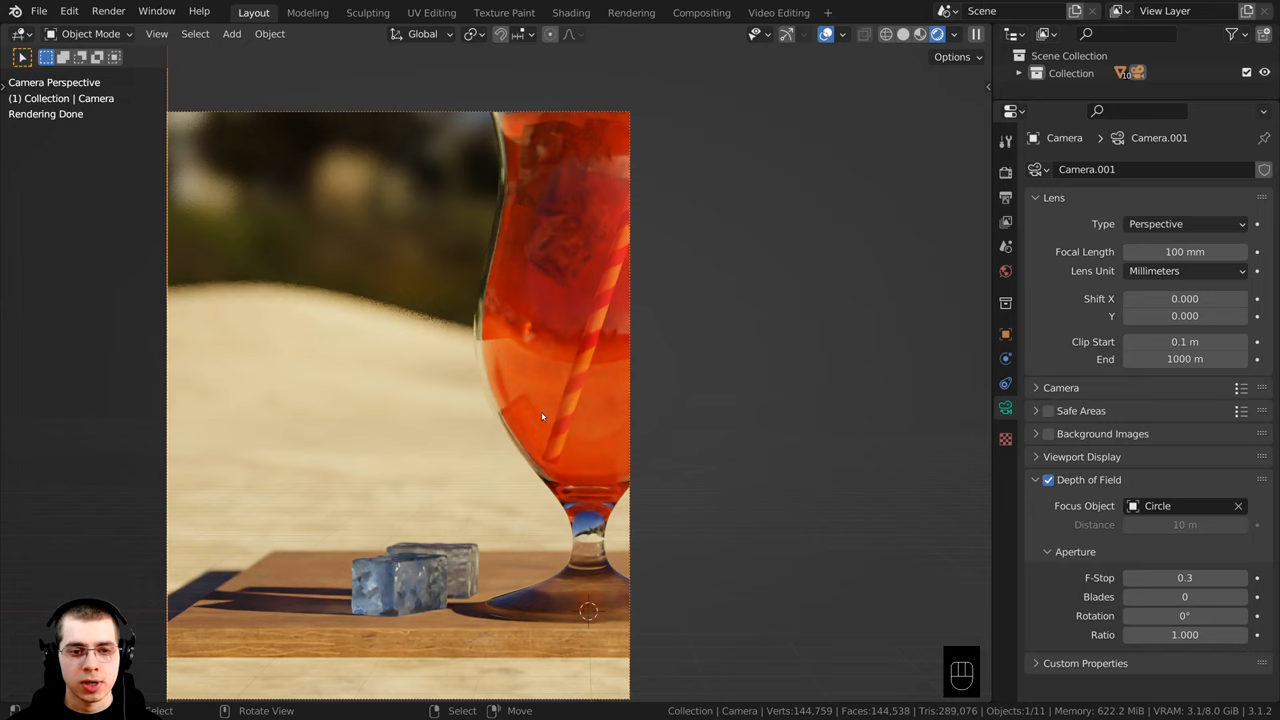 File Edit Render Window Help Layout Modeling Sculpting UV Editing Texture Paint Shading Rendering Compositing Video Editing + Scene View Layer
Object Mode View Select Add Object Global
Options
Scene Collection
Collection 10
Camera Perspective
(1) Collection | Camera
Rendering Done
Camera > Camera.001
Camera.001
Lens
Type Perspective
Focal Length 100 mm
Lens Unit Millimeters
Shift X 0.000
Y 0.000
Clip Start 0.1 m
End 1000 m
Camera
Safe Areas
Background Images
Viewport Display
Depth of Field
Focus Object Circle
Distance 10 m
Aperture
F-Stop 0.3
Blades 0
Rotation 0°
Ratio 1.000
Custom Properties
Select Rotate View Select Move Collection | Camera | Verts:144,759 | Faces:144,538 | Tris:289,076 | Objects:1/11 | Memory: 622.2 MiB | VRAM: 3.1/8.0 GiB | 3.1.2